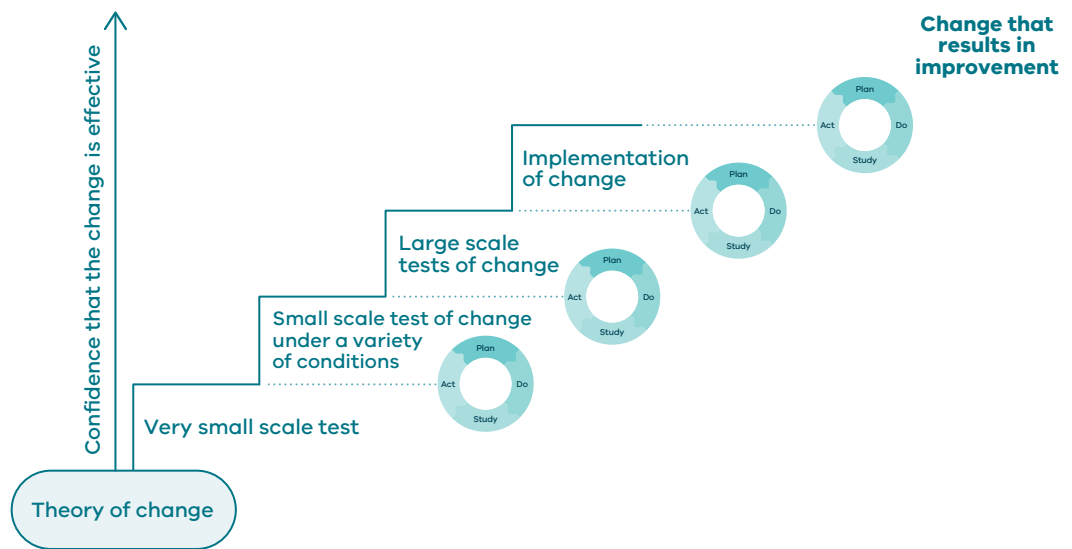 Change that
results in
improvement
Confidence that the change is effective
Plan
Act
Do
Study
Implementation
of change
Plan
Act
Do
Study
Large scale
tests of change
Plan
Act
Do
Study
Small scale test of change
under a variety
of conditions
Plan
Act
Do
Study
Very small scale test
Theory of change